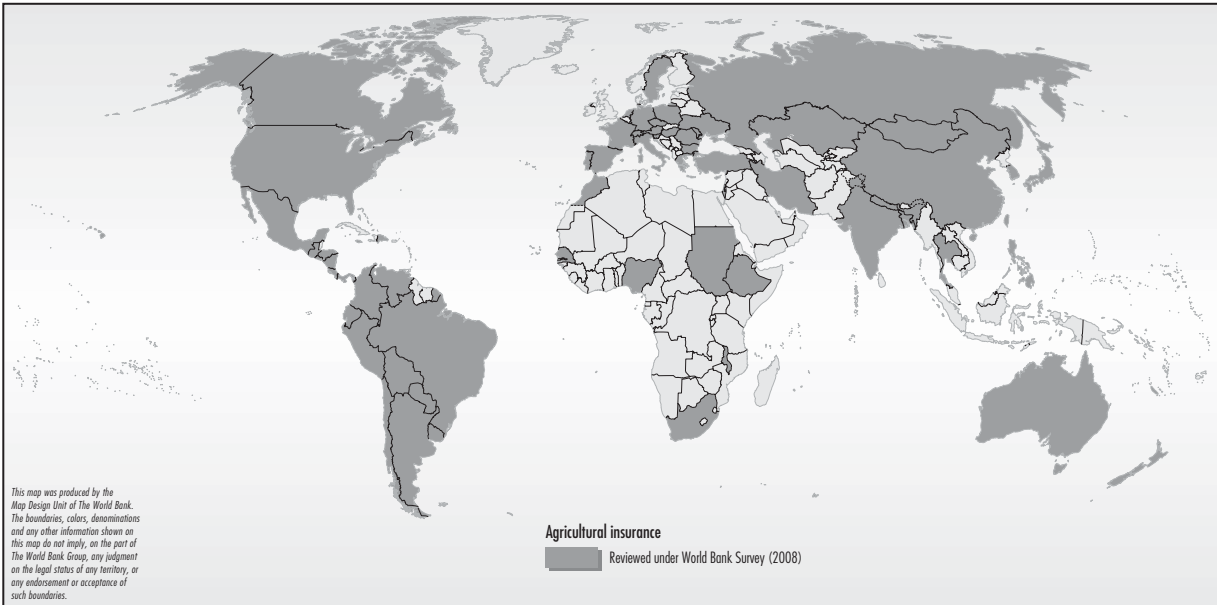 This map was produced by the
Map Design Unit of The World Bank.
The boundaries, colors, denominations
and any other information shown on
this map do not imply, on the part of
The World Bank Group, any judgment
on the legal status of any territory, or
any endorsement or acceptance of
such boundaries.
Agricultural insurance
Reviewed under World Bank Survey (2008)